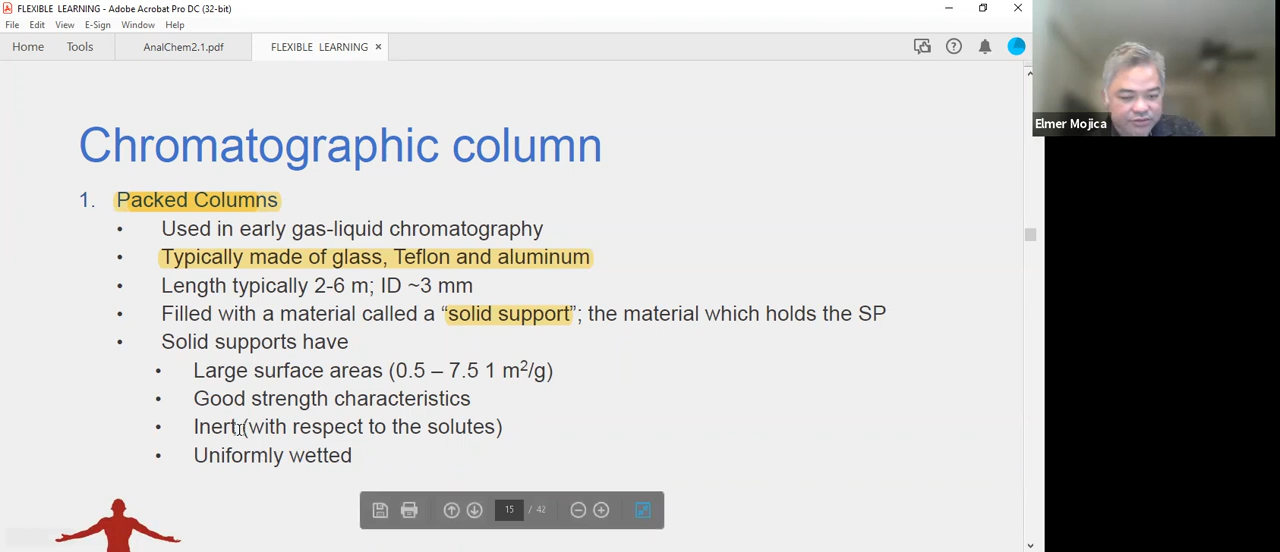 FLEXIBLE LEARNING - Adobe Acrobat Pro DC (32-bit)
File Edit View E-Sign Window Help
Home Tools AnalChem2.1.pdf FLEXIBLE LEARNING ×
Elmer Mojica
Chromatographic column
1. Packed Columns
• Used in early gas-liquid chromatography
• Typically made of glass, Teflon and aluminum
• Length typically 2-6 m; ID ~3 mm
• Filled with a material called a “solid support”; the material which holds the SP
• Solid supports have
• Large surface areas (0.5 – 7.5 1 m²/g)
• Good strength characteristics
• Inert (with respect to the solutes)
• Uniformly wetted
15 / 42